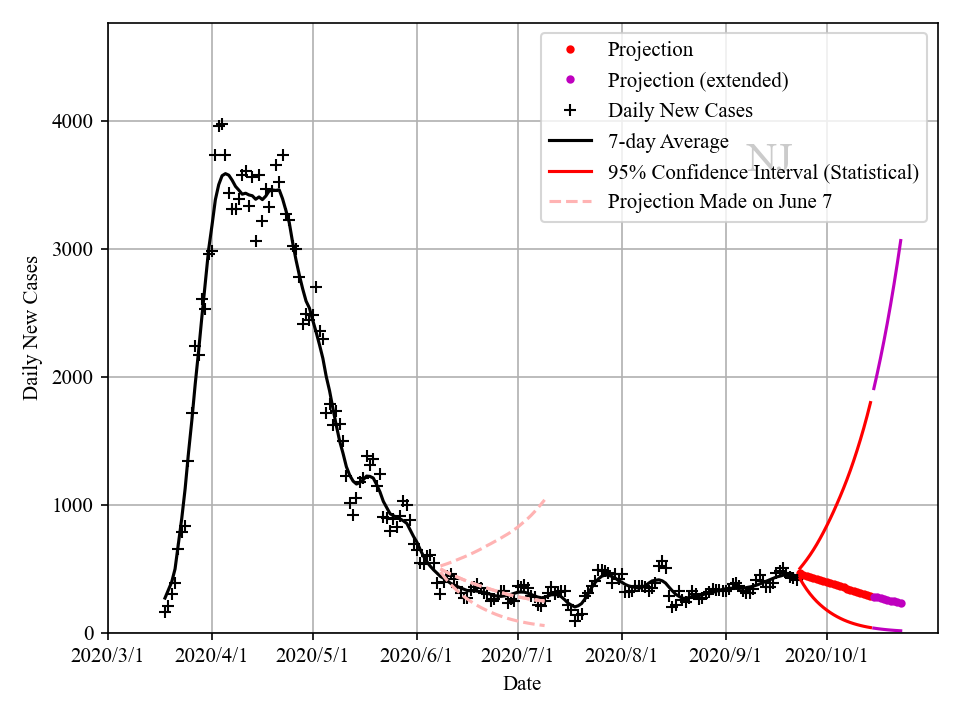 Projection
Projection (extended)
Daily New Cases
7-day Average
NJ
95% Confidence Interval (Statistical)
Projection Made on June 7
4000
3000
2000
1000
0
Daily New Cases
2020/3/1 2020/4/1 2020/5/1 2020/6/1 2020/7/1 2020/8/1 2020/9/1 2020/10/1
Date